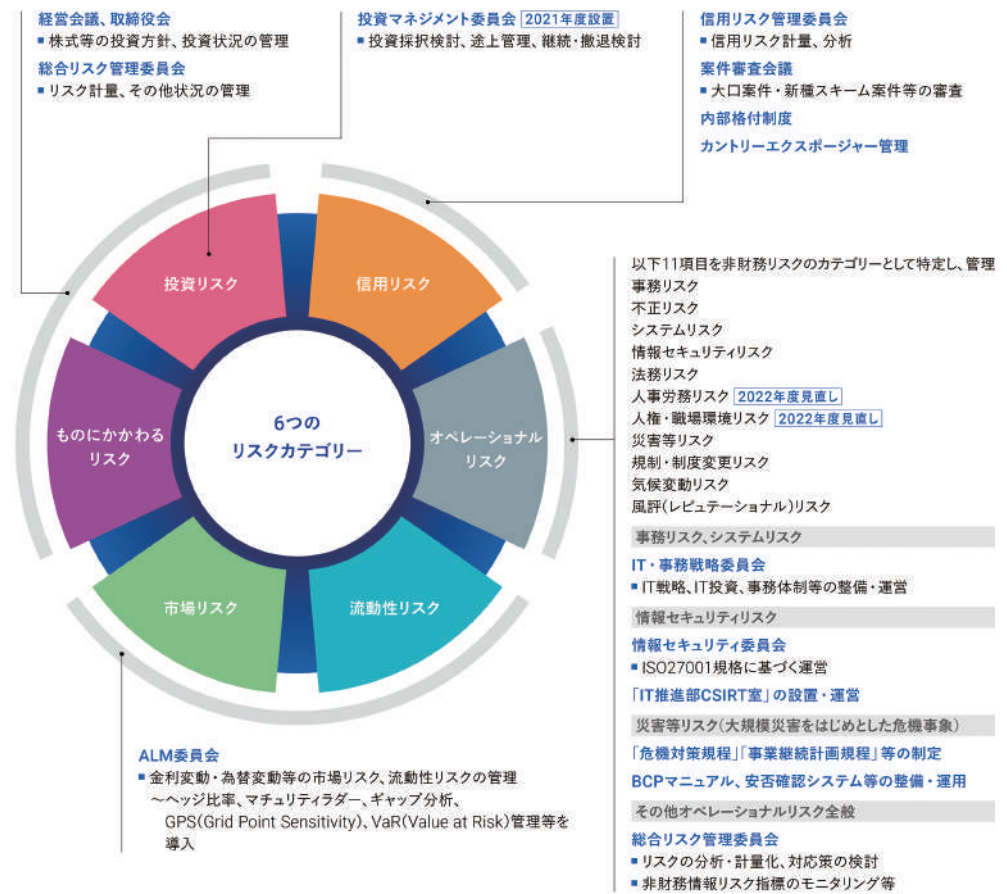 経営会議、取締役会
■ 株式等の投資方針、投資状況の管理
総合リスク管理委員会
■ リスク計量、その他状況の管理
投資マネジメント委員会 2021年度設置
■ 投資採択検討、途上管理、継続・撤退検討
信用リスク管理委員会
■ 信用リスク計量、分析
案件審査会議
■ 大口案件・新種スキーム案件等の審査
内部格付制度
カントリーエクスポージャー管理
投資リスク
信用リスク
ものにかかわる
リスク
6つの
リスクカテゴリー
オペレーショナル
リスク
市場リスク
流動性リスク
以下11項目を非財務リスクのカテゴリーとして特定し、管理
事務リスク
不正リスク
システムリスク
情報セキュリティリスク
法務リスク
人事労務リスク 2022年度見直し
人権・職場環境リスク 2022年度見直し
災害等リスク
規制・制度変更リスク
気候変動リスク
風評(レピュテーショナル)リスク
事務リスク、システムリスク
IT・事務戦略委員会
■ IT戦略、IT投資、事務体制等の整備・運営
情報セキュリティリスク
情報セキュリティ委員会
■ ISO27001規格に基づく運営
「IT推進部CSIRT室」の設置・運営
災害等リスク(大規模災害をはじめとした危機事象)
「危機対策規程」「事業継続計画規程」等の制定
BCPマニュアル、安否確認システム等の整備・運用
その他オペレーショナルリスク全般
総合リスク管理委員会
■ リスクの分析・計量化、対応策の検討
■ 非財務情報リスク指標のモニタリング等
ALM委員会
■ 金利変動・為替変動等の市場リスク、流動性リスクの管理
～ヘッジ比率、マチュリティラダー、ギャップ分析、
GPS(Grid Point Sensitivity)、VaR(Value at Risk)管理等を
導入